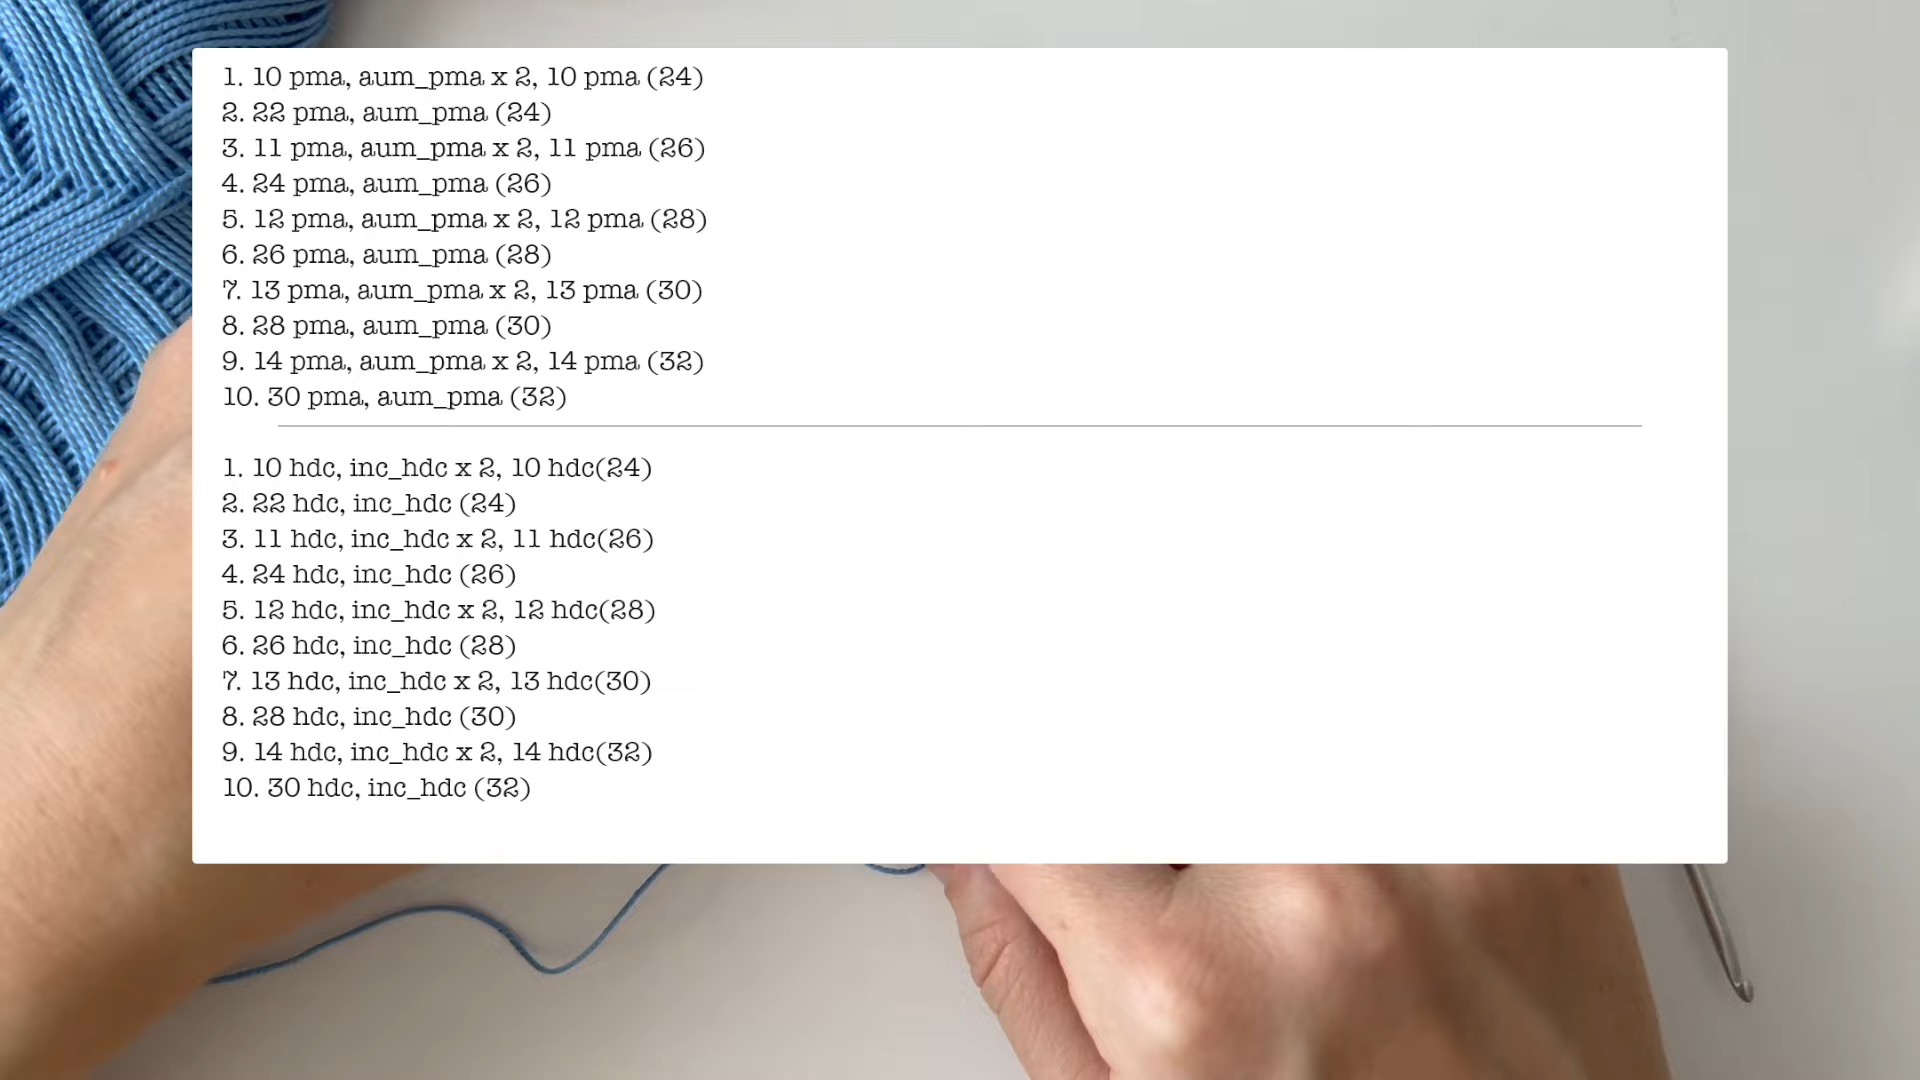 1. 10 pma, aum_pma x 2, 10 pma (24)
2. 22 pma, aum_pma (24)
3. 11 pma, aum_pma x 2, 11 pma (26)
4. 24 pma, aum_pma (26)
5. 12 pma, aum_pma x 2, 12 pma (28)
6. 26 pma, aum_pma (28)
7. 13 pma, aum_pma x 2, 13 pma (30)
8. 28 pma, aum_pma (30)
9. 14 pma, aum_pma x 2, 14 pma (32)
10. 30 pma, aum_pma (32)
1. 10 hdc, inc_hdc x 2, 10 hdc(24)
2. 22 hdc, inc_hdc (24)
3. 11 hdc, inc_hdc x 2, 11 hdc(26)
4. 24 hdc, inc_hdc (26)
5. 12 hdc, inc_hdc x 2, 12 hdc(28)
6. 26 hdc, inc_hdc (28)
7. 13 hdc, inc_hdc x 2, 13 hdc(30)
8. 28 hdc, inc_hdc (30)
9. 14 hdc, inc_hdc x 2, 14 hdc(32)
10. 30 hdc, inc_hdc (32)